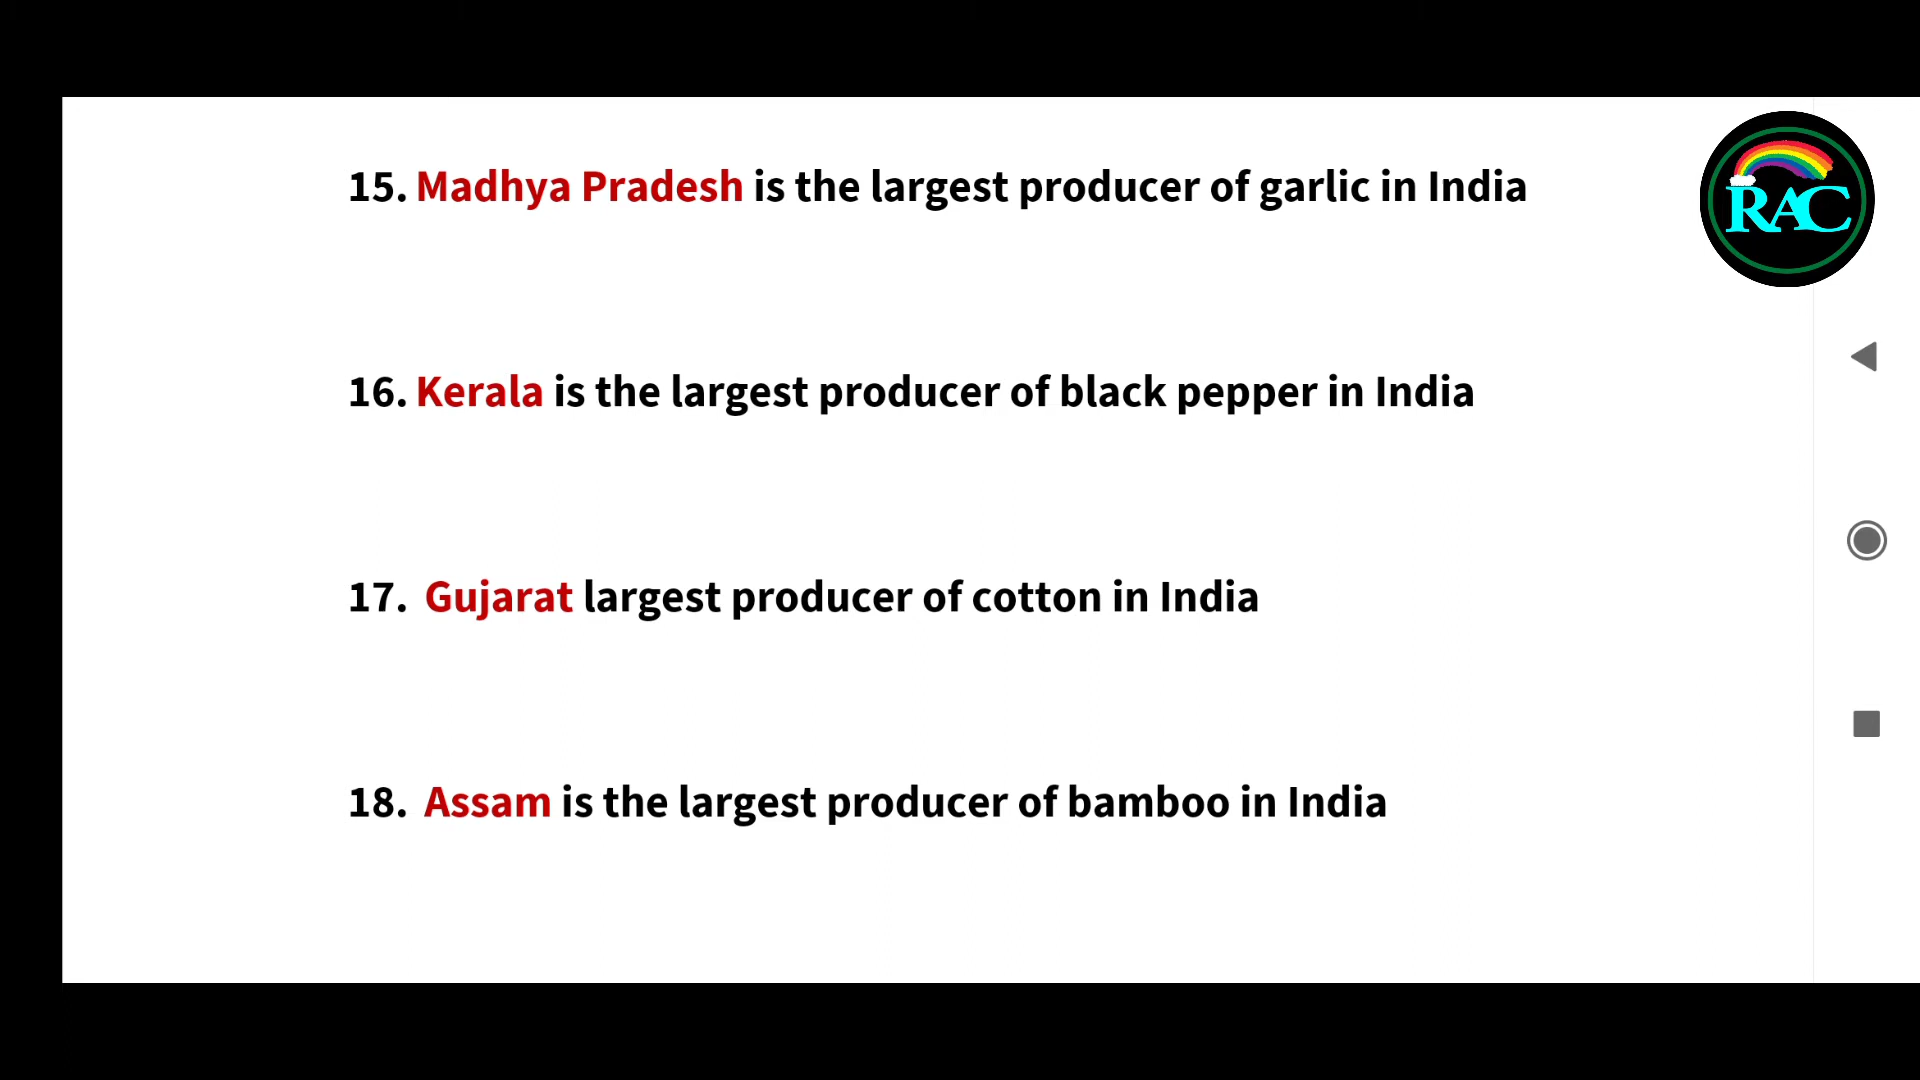 15. Madhya Pradesh is the largest producer of garlic in India
RAC
16. Kerala is the largest producer of black pepper in India
17. Gujarat largest producer of cotton in India
18. Assam is the largest producer of bamboo in India